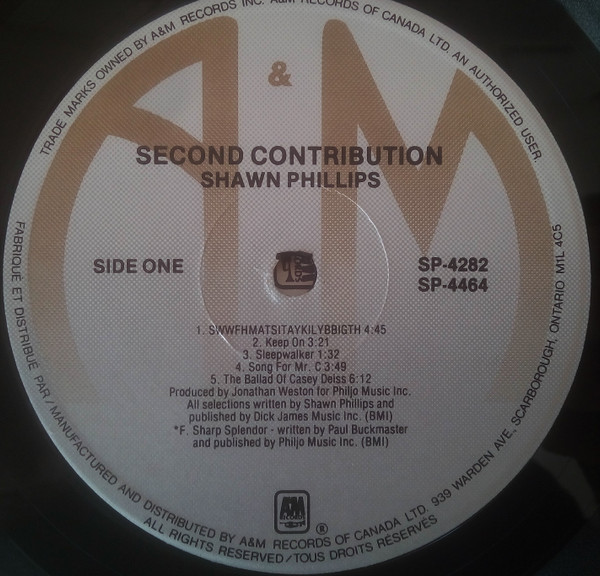 TRADE MARKS OWNED BY A&M RECORDS INC. A&M RECORDS OF CANADA LTD. AN AUTHORIZED USER
A & M
SECOND CONTRIBUTION
SHAWN PHILLIPS
SIDE ONE
SP-4282
SP-4464
1. SWWFHMATSITAYKILYBBIGTH 4:45
2. Keep On 3:21
3. Sleepwalker 1:32
4. Song For Mr. C 3:49
5. The Ballad Of Casey Deiss 6:12
Produced by Jonathan Weston for Philjo Music Inc.
All selections written by Shawn Phillips and
published by Dick James Music Inc. (BMI)
*F. Sharp Splendor - written by Paul Buckmaster
and published by Philjo Music Inc. (BMI)
A&M
RECORDS
®
FABRIQUÉ ET DISTRIBUÉ PAR / MANUFACTURED AND DISTRIBUTED BY A&M RECORDS OF CANADA LTD. 939 WARDEN AVE., SCARBOROUGH, ONTARIO M1L 4C5
ALL RIGHTS RESERVED / TOUS DROITS RÉSERVÉS